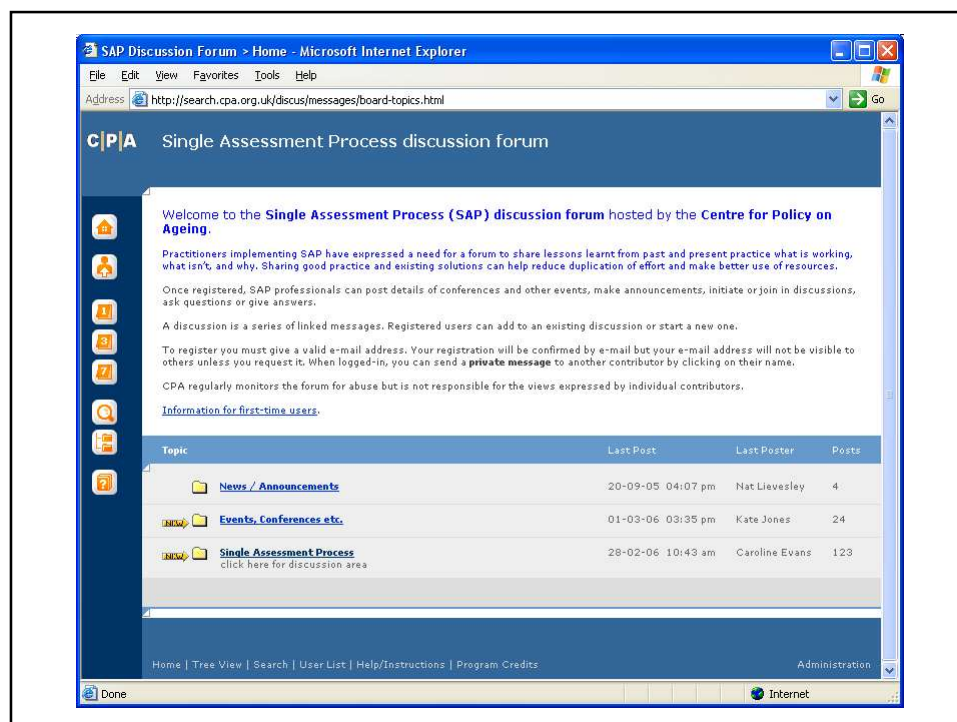 SAP Discussion Forum > Home - Microsoft Internet Explorer
File Edit View Favorites Tools Help
Address http://search.cpa.org.uk/discus/messages/board-topics.html Go
C|P|A Single Assessment Process discussion forum
Welcome to the Single Assessment Process (SAP) discussion forum hosted by the Centre for Policy on
Ageing.
Practitioners implementing SAP have expressed a need for a forum to share lessons learnt from past and present practice what is working,
what isn't, and why. Sharing good practice and existing solutions can help reduce duplication of effort and make better use of resources.
Once registered, SAP professionals can post details of conferences and other events, make announcements, initiate or join in discussions,
ask questions or give answers.
A discussion is a series of linked messages. Registered users can add to an existing discussion or start a new one.
To register you must give a valid e-mail address. Your registration will be confirmed by e-mail but your e-mail address will not be visible to
others unless you request it. When logged-in, you can send a private message to another contributor by clicking
on their name.
CPA regularly monitors the forum for abuse but is not responsible for the views expressed by individual contributors.
Information for first-time users.
1
3
7
Topic Last Post Last Poster Posts
News / Announcements 20-09-05 04:07 pm Nat Lievesley 4
NEW Events, Conferences etc. 01-03-06 03:35 pm Kate Jones 24
NEW Single Assessment Process 28-02-06 10:43 am Caroline Evans 123
click here for discussion area
Home | Tree View | Search | User List | Help/Instructions | Program Credits Administration
Done Internet